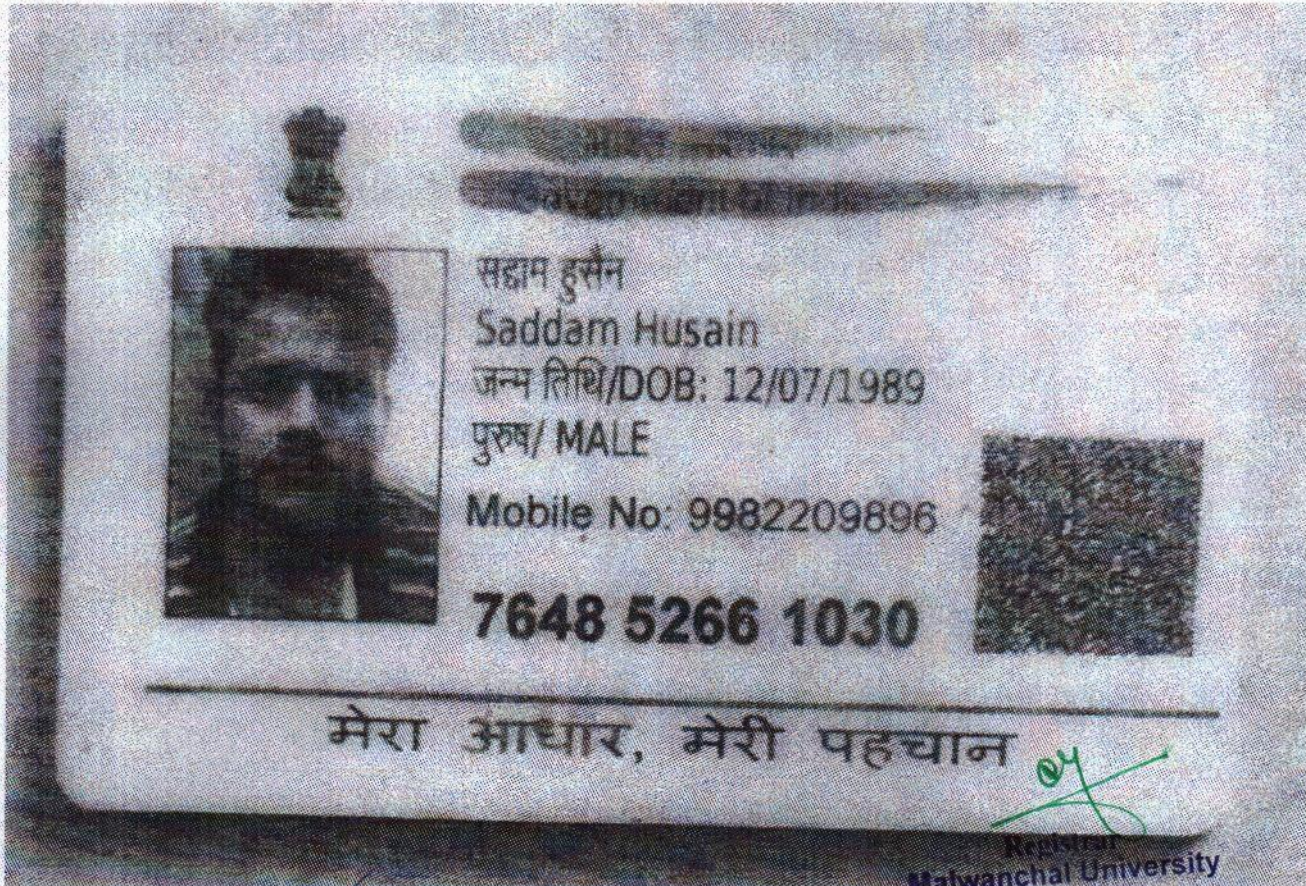 सद्दाम हुसैन
Saddam Husain
जन्म तिथि/DOB: 12/07/1989
पुरुष/ MALE
Mobile No: 9982209896
7648 5266 1030
मेरा आधार, मेरी पहचान
Registrar
Malwanchal University